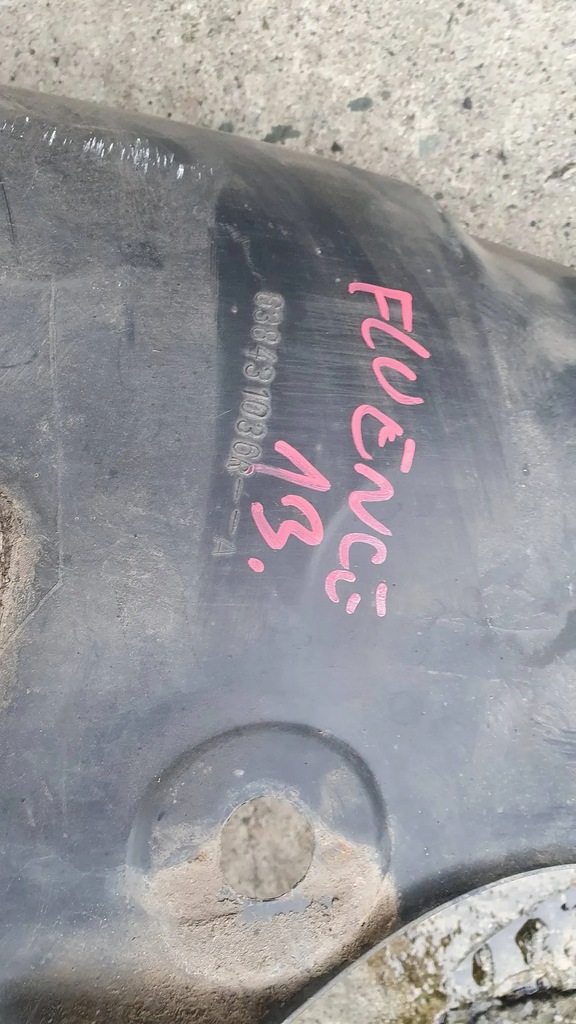 FLUENCE
13.
638431036R---A